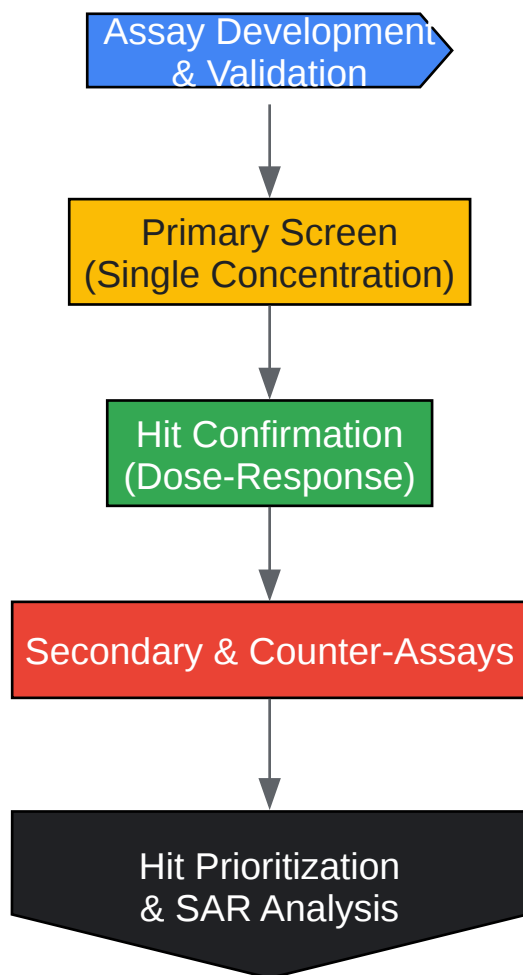 Assay Development
& Validation
Primary Screen
(Single Concentration)
Hit Confirmation
(Dose-Response)
Secondary & Counter-Assays
Hit Prioritization
& SAR Analysis